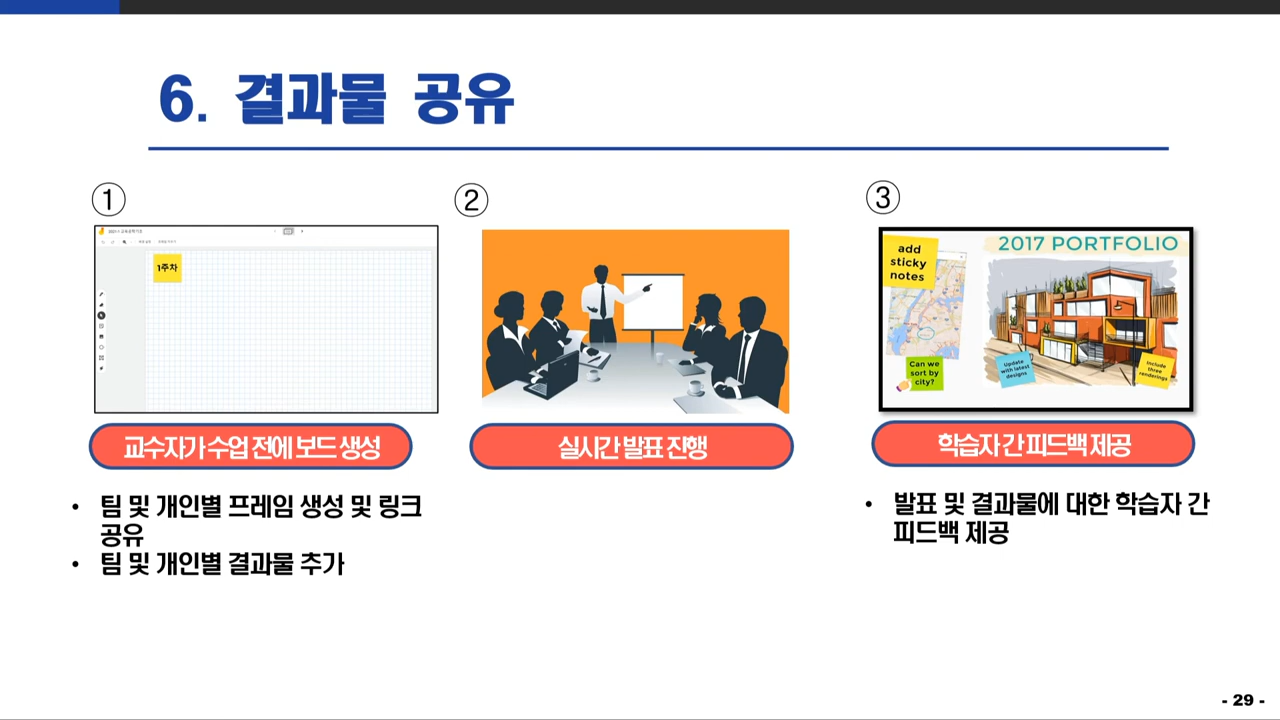 6. 결과물 공유
①
1주차
교수자가 수업 전에 보드 생성
• 팀 및 개인별 프레임 생성 및 링크
공유
• 팀 및 개인별 결과물 추가
②
실시간 발표 진행
③
add
sticky
notes
2017 PORTFOLIO
Can we
sort by
city?
Update
with latest
designs
Include
three
renderings
학습자 간 피드백 제공
• 발표 및 결과물에 대한 학습자 간
피드백 제공
- 29 -